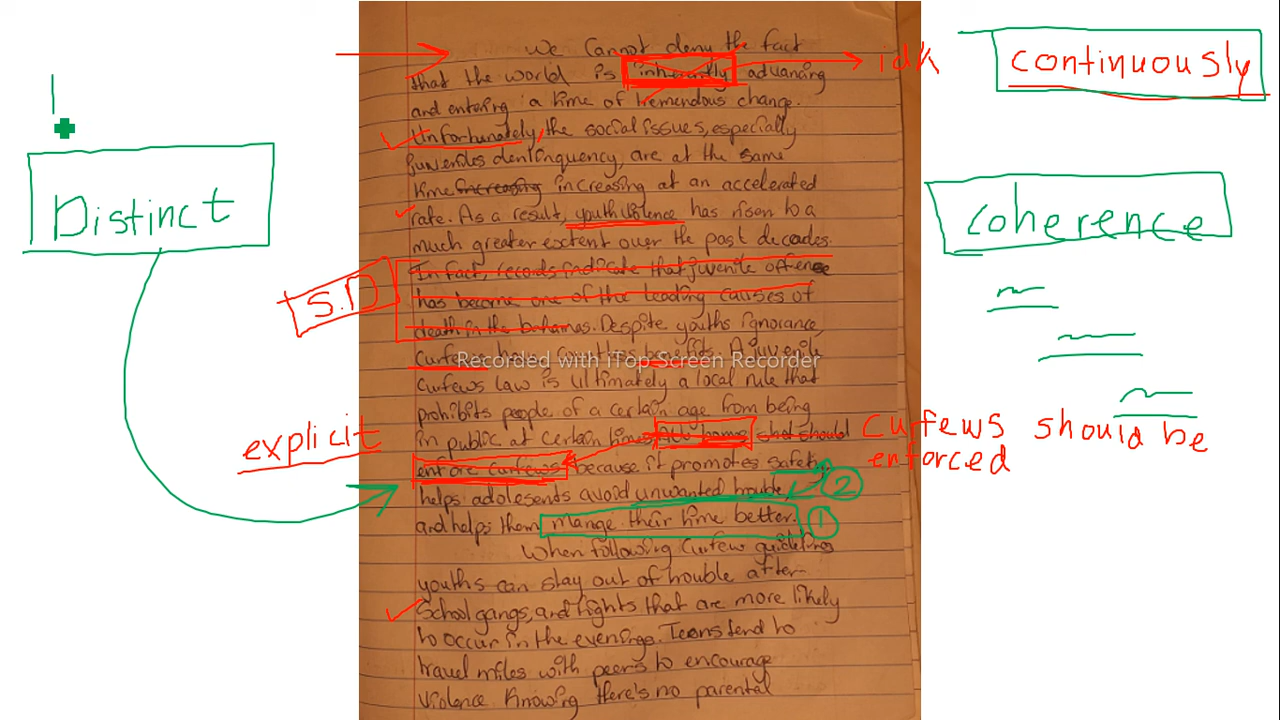 We Cannot deny the fact
that the world is inherently advancing
and entering a time of tremendous change.
Unfortunately, the social issues, especially
juveniles delinquency, are at the same
time increasing increasing at an accelerated
rate. As a result, youth violence has risen to a
much greater extent over the past decades.
In fact, records indicate that juvenile offense
has become one of the leading causes of
death in the bahamas. Despite youths ignorance,
Curfews
Recorded with iTop Screen Recorder
Curfews law is ultimately a local rule that
prohibits people of a certain age from being
in public at certain times should
enfore curfews because it promotes safety,
helps adolesents avoid unwanted trouble,
and helps them mange their time better.
When following Curfew guidelines
youths can stay out of trouble after-
School gangs, and fights that are more likely
to occur in the evenings. Teens tend to
travel miles with peers to encourage
Violence Knowing there's no parental
idk
continuously
Distinct
coherence
S.D
explicit
Curfews should be
enforced
2
1